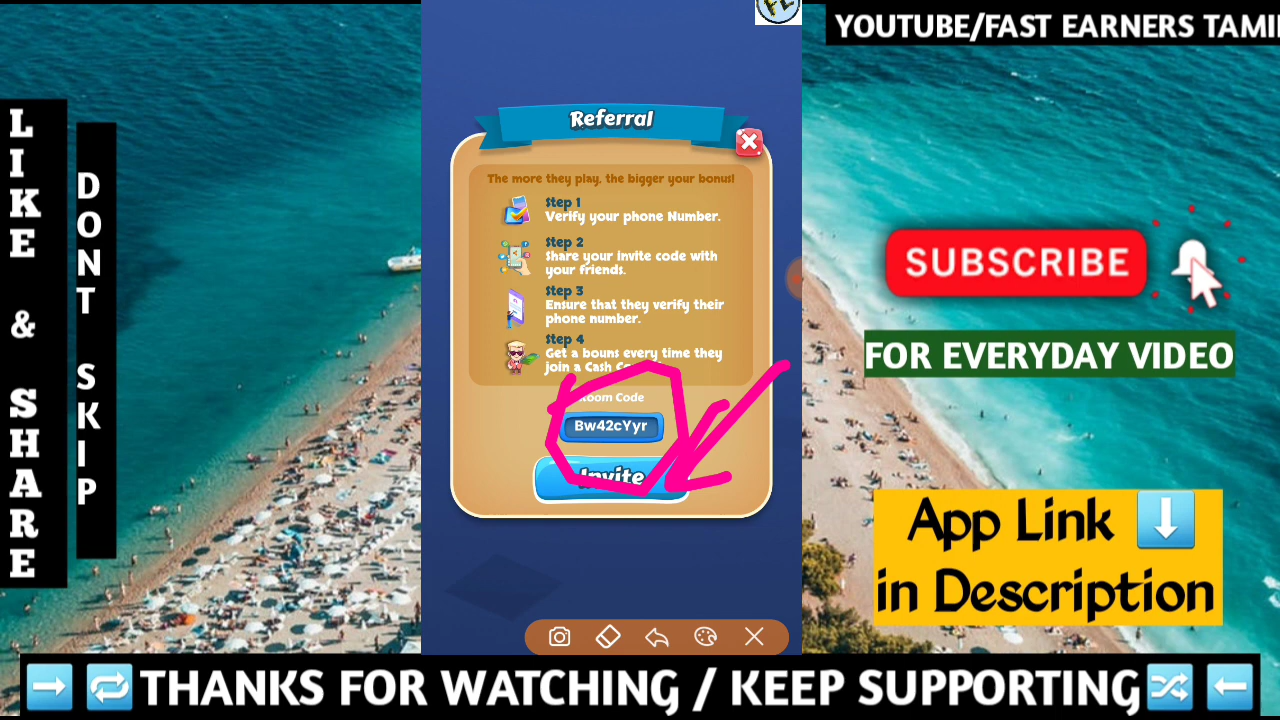 LIKE & SHARE
DONT SKIP
YOUTUBE/FAST EARNERS TAMI
Referral
The more they play, the bigger your bonus!
Step 1
Verify your phone Number.
Step 2
Share your invite code with
your friends.
Step 3
Ensure that they verify their
phone number.
Step 4
Get a bouns every time they
join a Cash
Code
Bw42cYyr
Invite
SUBSCRIBE
FOR EVERYDAY VIDEO
App Link
in Description
THANKS FOR WATCHING / KEEP SUPPORTING